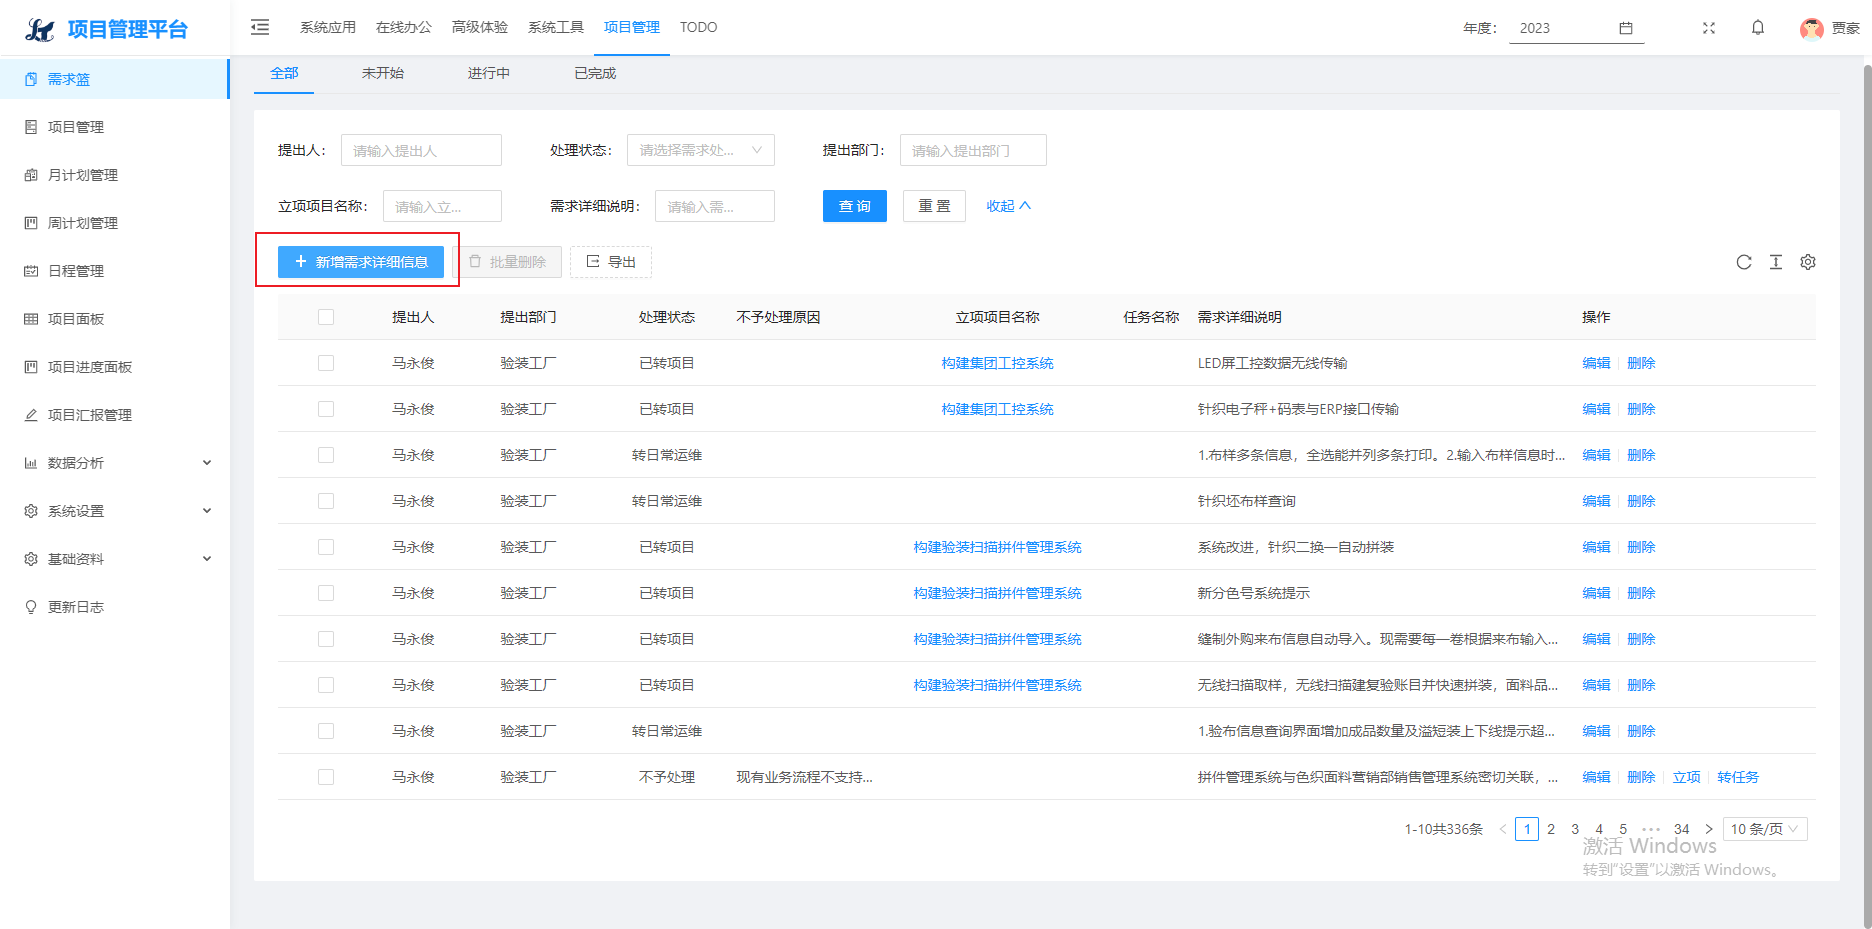 项目管理平台
系统应用 在线办公 高级体验 系统工具 项目管理 TODO
年度： 2023
贾豪
需求篮
项目管理
月计划管理
周计划管理
日程管理
项目面板
项目进度面板
项目汇报管理
数据分析
系统设置
基础资料
更新日志
全部 未开始 进行中 已完成
提出人： 请输入提出人 处理状态： 请选择需求处... 提出部门： 请输入提出部门
立项项目名称： 请输入立... 需求详细说明： 请输入需... 查询 重置 收起
新增需求详细信息 批量删除 导出
提出人 提出部门 处理状态 不予处理原因 立项项目名称 任务名称 需求详细说明 操作
马永俊 验装工厂 已转项目 构建集团工控系统 LED屏工控数据无线传输 编辑 删除
马永俊 验装工厂 已转项目 构建集团工控系统 针织电子秤+码表与ERP接口传输 编辑 删除
马永俊 验装工厂 转日常运维 1.布样多条信息，全选能并列多条打印。2.输入布样信息时... 编辑 删除
马永俊 验装工厂 转日常运维 针织坯布样查询 编辑 删除
马永俊 验装工厂 已转项目 构建验装扫描拼件管理系统 系统改进，针织二换一自动拼装 编辑 删除
马永俊 验装工厂 已转项目 构建验装扫描拼件管理系统 新分色号系统提示 编辑 删除
马永俊 验装工厂 已转项目 构建验装扫描拼件管理系统 缝制外购来布信息自动导入。现需要每一卷根据来布输入... 编辑 删除
马永俊 验装工厂 已转项目 构建验装扫描拼件管理系统 无线扫描取样，无线扫描建复验账目并快速拼装，面料品... 编辑 删除
马永俊 验装工厂 转日常运维 1.验布信息查询界面增加成品数量及溢短装上下线提示超... 编辑 删除
马永俊 验装工厂 不予处理 现有业务流程不支持... 拼件管理系统与色织面料营销部销售管理系统密切关联，... 编辑 删除 立项 转任务
1-10共336条 1 2 3 4 5 ••• 34 10 条/页
激活 Windows
转到“设置”以激活 Windows。